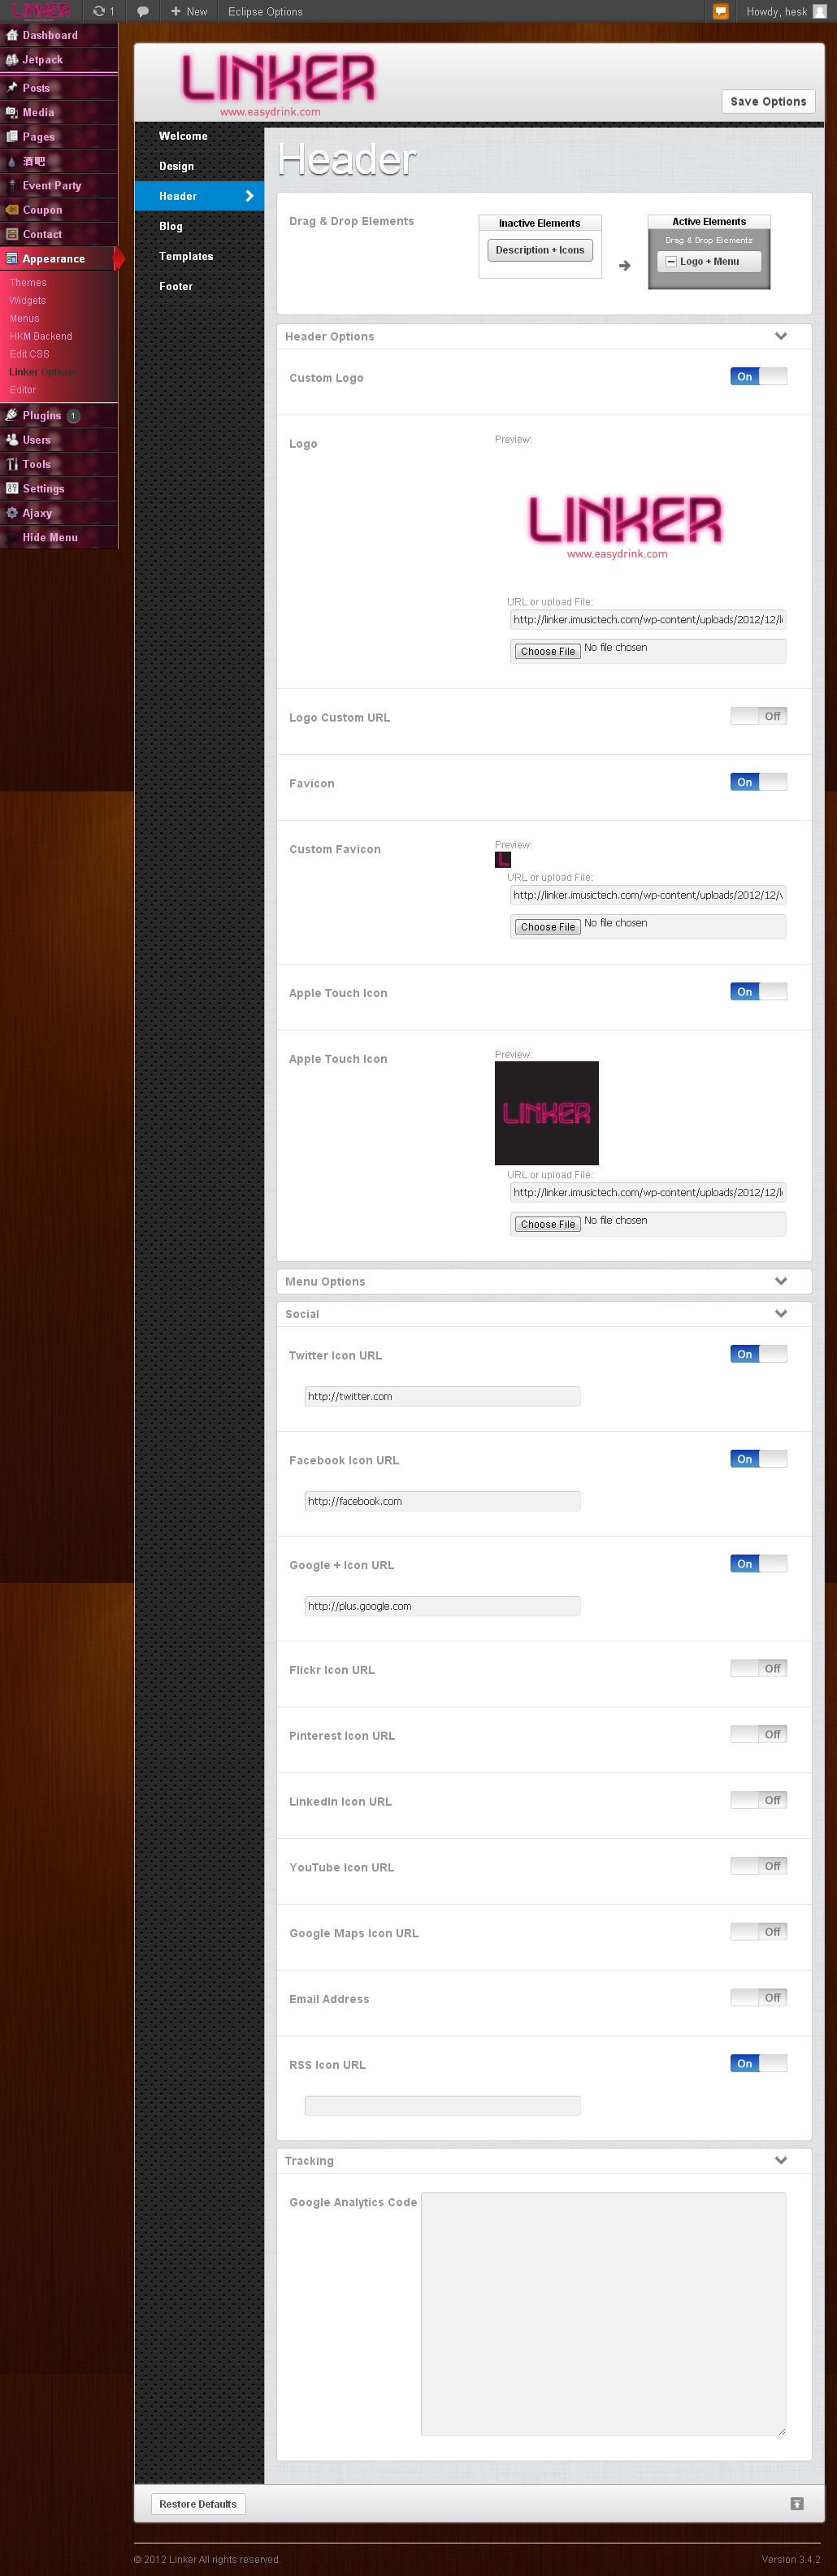 LINKER
1
New
Eclipse Options
Howdy, hesk
Dashboard
Jetpack
Posts
Media
Pages
酒吧
Event Party
Coupon
Contact
Appearance
Themes
Widgets
Menus
HKM Backend
Edit CSS
Linker Options
Editor
Plugins 1
Users
Tools
Settings
Ajaxy
Hide Menu
LINKER
www.easydrink.com
Save Options
Welcome
Design
Header
Blog
Templates
Footer
Header
Drag & Drop Elements
Inactive Elements
Description + Icons
Active Elements
Drag & Drop Elements
Logo + Menu
Header Options
Custom Logo
On
Logo
Preview:
LINKER
www.easydrink.com
URL or upload File:
http://linker.imusictech.com/wp-content/uploads/2012/12/
Choose File No file chosen
Logo Custom URL
Off
Favicon
On
Custom Favicon
Preview:
L
URL or upload File:
http://linker.imusictech.com/wp-content/uploads/2012/12/
Choose File No file chosen
Apple Touch Icon
On
Apple Touch Icon
Preview:
LINKER
URL or upload File:
http://linker.imusictech.com/wp-content/uploads/2012/12/
Choose File No file chosen
Menu Options
Social
Twitter Icon URL
On
http://twitter.com
Facebook Icon URL
On
http://facebook.com
Google + Icon URL
On
http://plus.google.com
Flickr Icon URL
Off
Pinterest Icon URL
Off
LinkedIn Icon URL
Off
YouTube Icon URL
Off
Google Maps Icon URL
Off
Email Address
Off
RSS Icon URL
On
Tracking
Google Analytics Code
Restore Defaults
© 2012 Linker All rights reserved.
Version 3.4.2